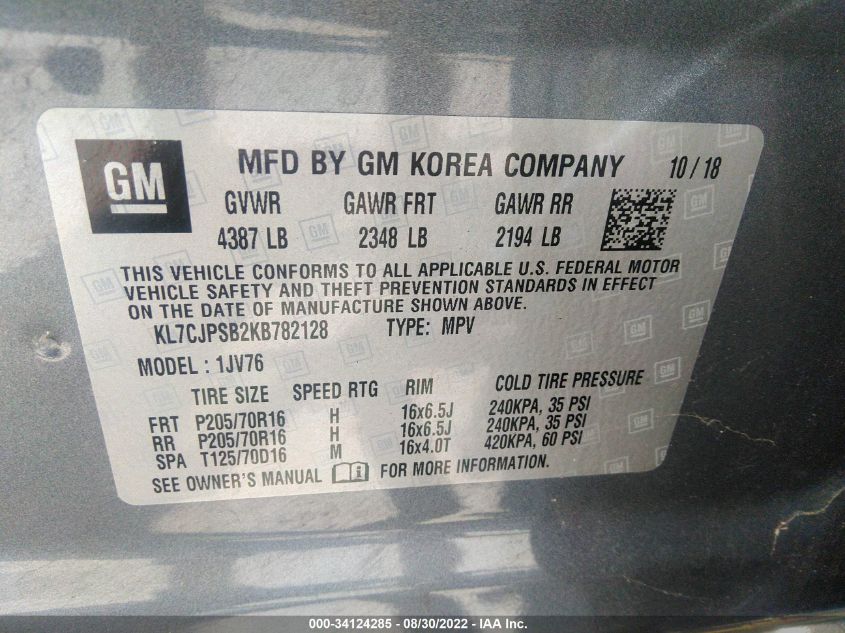 GM
MFD BY GM KOREA COMPANY 10/18
GVWR GAWR FRT GAWR RR
4387 LB 2348 LB 2194 LB
THIS VEHICLE CONFORMS TO ALL APPLICABLE U.S. FEDERAL MOTOR
VEHICLE SAFETY AND THEFT PREVENTION STANDARDS IN EFFECT
ON THE DATE OF MANUFACTURE SHOWN ABOVE.
KL7CJPSB2KB782128 TYPE: MPV
MODEL : 1JV76
TIRE SIZE SPEED RTG RIM COLD TIRE PRESSURE
FRT P205/70R16 H 16x6.5J 240KPA, 35 PSI
RR P205/70R16 H 16x6.5J 240KPA, 35 PSI
SPA T125/70D16 M 16x4.0T 420KPA, 60 PSI
SEE OWNER'S MANUAL FOR MORE INFORMATION.
000-34124285 - 08/30/2022 - IAA Inc.